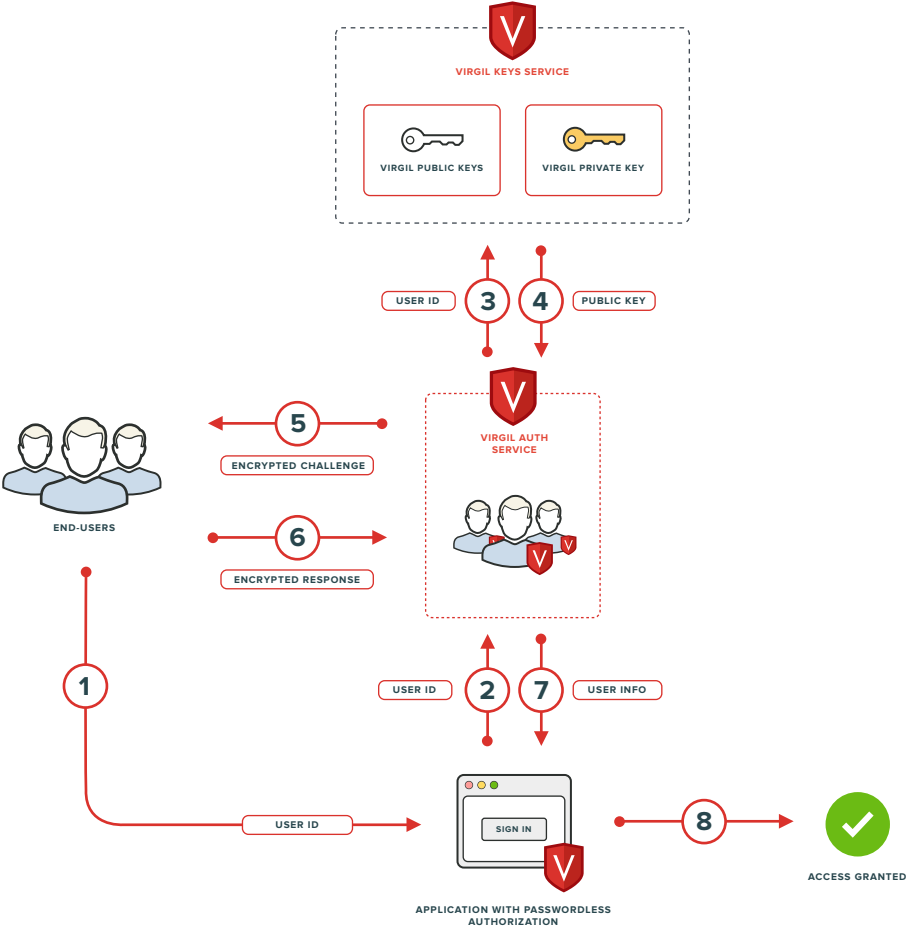 VIRGIL KEYS SERVICE
VIRGIL PUBLIC KEYS
VIRGIL PRIVATE KEY
USER ID
3
4
PUBLIC KEY
VIRGIL AUTH
SERVICE
5
ENCRYPTED CHALLENGE
END-USERS
6
ENCRYPTED RESPONSE
1
USER ID
2
7
USER INFO
USER ID
SIGN IN
8
ACCESS GRANTED
APPLICATION WITH PASSWORDLESS
AUTHORIZATION